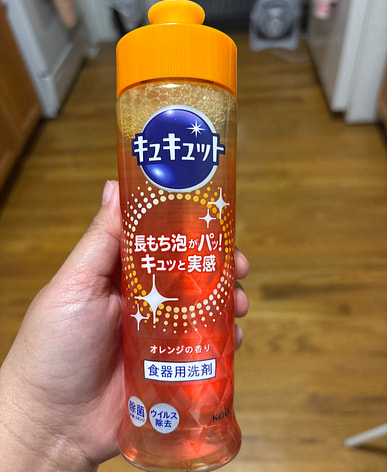 キュキュット
長もち泡がパッ!
キュッと実感
オレンジの香り
食器用洗剤
除菌
ウイルス
除去